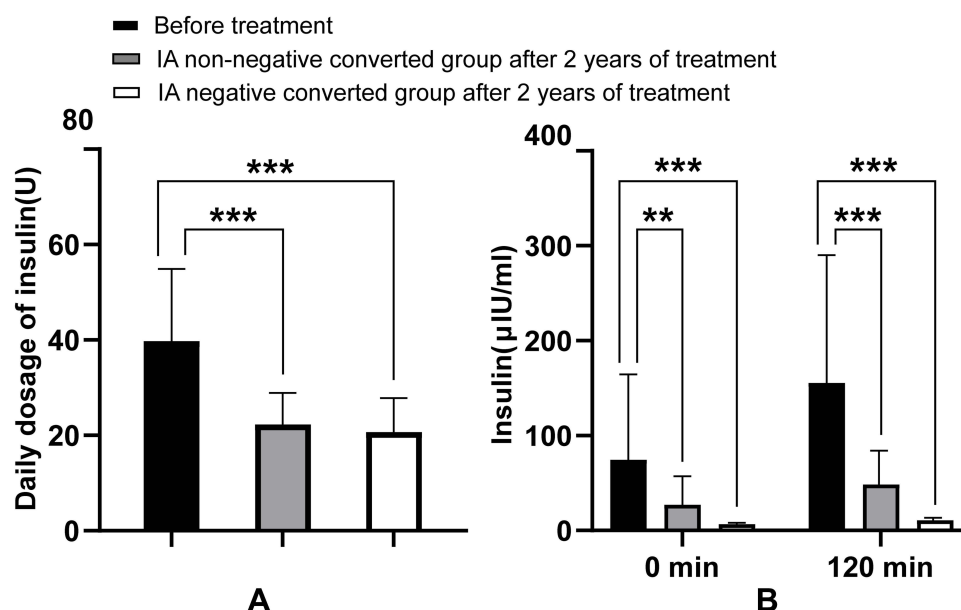 Before treatment
IA non-negative converted group after 2 years of treatment
IA negative converted group after 2 years of treatment
Daily dosage of insulin(U)
80
60
40
20
0
***
***
A
Insulin(µIU/ml)
400
300
200
100
0
***
**
***
***
0 min
120 min
B